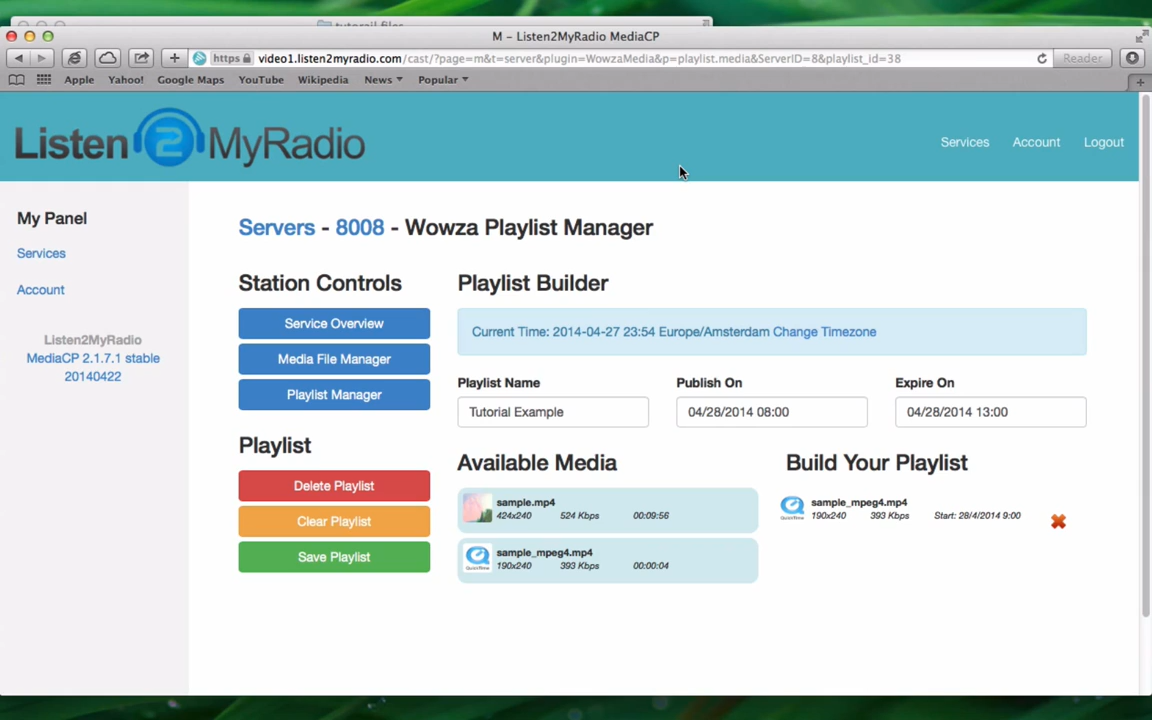 tutorail files
M – Listen2MyRadio MediaCP
https video1.listen2myradio.com/cast/?page=m&t=server&plugin=WowzaMedia&p=playlist.media&ServerID=8&playlist_id=38
Reader
Apple Yahoo! Google Maps YouTube Wikipedia News Popular
Listen 2 MyRadio
Services Account Logout
My Panel
Services
Account
Listen2MyRadio
MediaCP 2.1.7.1 stable
20140422
Servers - 8008 - Wowza Playlist Manager
Station Controls
Service Overview
Media File Manager
Playlist Manager
Playlist
Delete Playlist
Clear Playlist
Save Playlist
Playlist Builder
Current Time: 2014-04-27 23:54 Europe/Amsterdam Change Timezone
Playlist Name Publish On Expire On
Tutorial Example 04/28/2014 08:00 04/28/2014 13:00
Available Media
sample.mp4
424x240 524 Kbps 00:09:56
sample_mpeg4.mp4
190x240 393 Kbps 00:00:04
Build Your Playlist
sample_mpeg4.mp4
190x240 393 Kbps Start: 28/4/2014 9:00